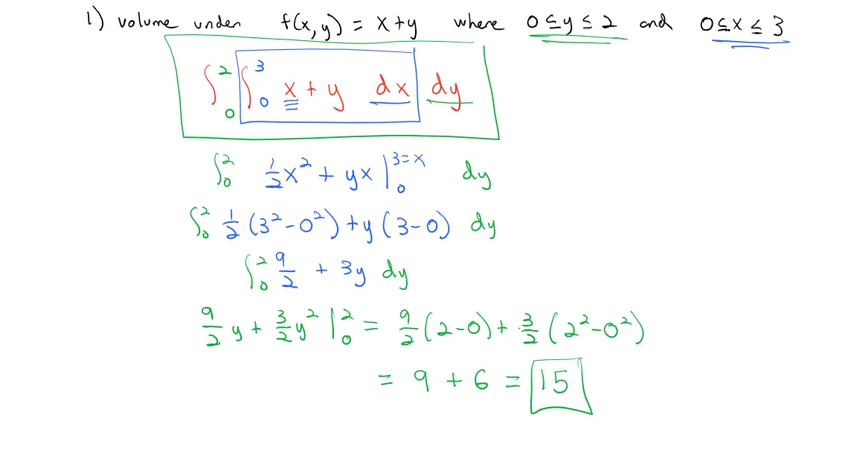 1) volume under f(x,y) = x+y where 0≤y≤2 and 0≤x≤3
∫₀² ∫₀³ x + y dx dy
∫₀² ½x² + yx |₀^(3=x) dy
∫₀² ½(3²-0²) + y(3-0) dy
∫₀² 9/2 + 3y dy
9/2 y + 3/2 y² |₀² = 9/2 (2-0) + 3/2 (2²-0²)
= 9 + 6 = 15